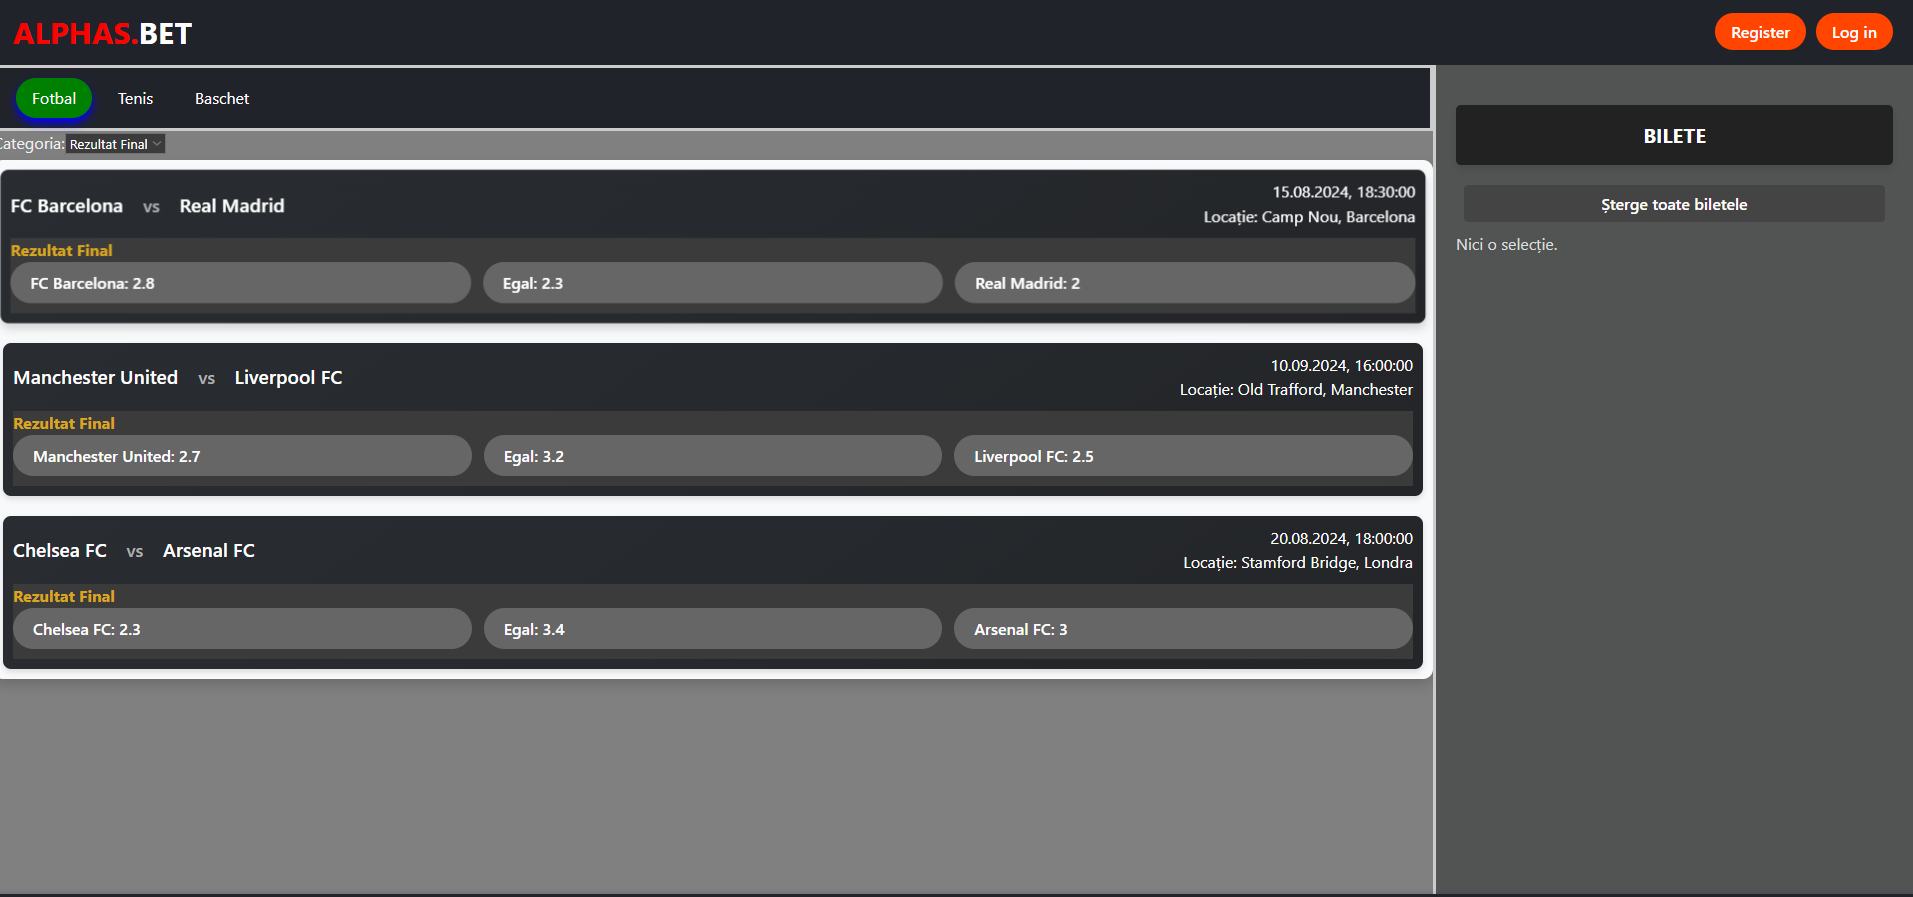 ALPHAS.BET
Register
Log in
Fotbal
Tenis
Baschet
Categoria: Rezultat Final
FC Barcelona vs Real Madrid
15.08.2024, 18:30:00
Locație: Camp Nou, Barcelona
Rezultat Final
FC Barcelona: 2.8
Egal: 2.3
Real Madrid: 2
Manchester United vs Liverpool FC
10.09.2024, 16:00:00
Locație: Old Trafford, Manchester
Rezultat Final
Manchester United: 2.7
Egal: 3.2
Liverpool FC: 2.5
Chelsea FC vs Arsenal FC
20.08.2024, 18:00:00
Locație: Stamford Bridge, Londra
Rezultat Final
Chelsea FC: 2.3
Egal: 3.4
Arsenal FC: 3
BILETE
Șterge toate biletele
Nici o selecție.